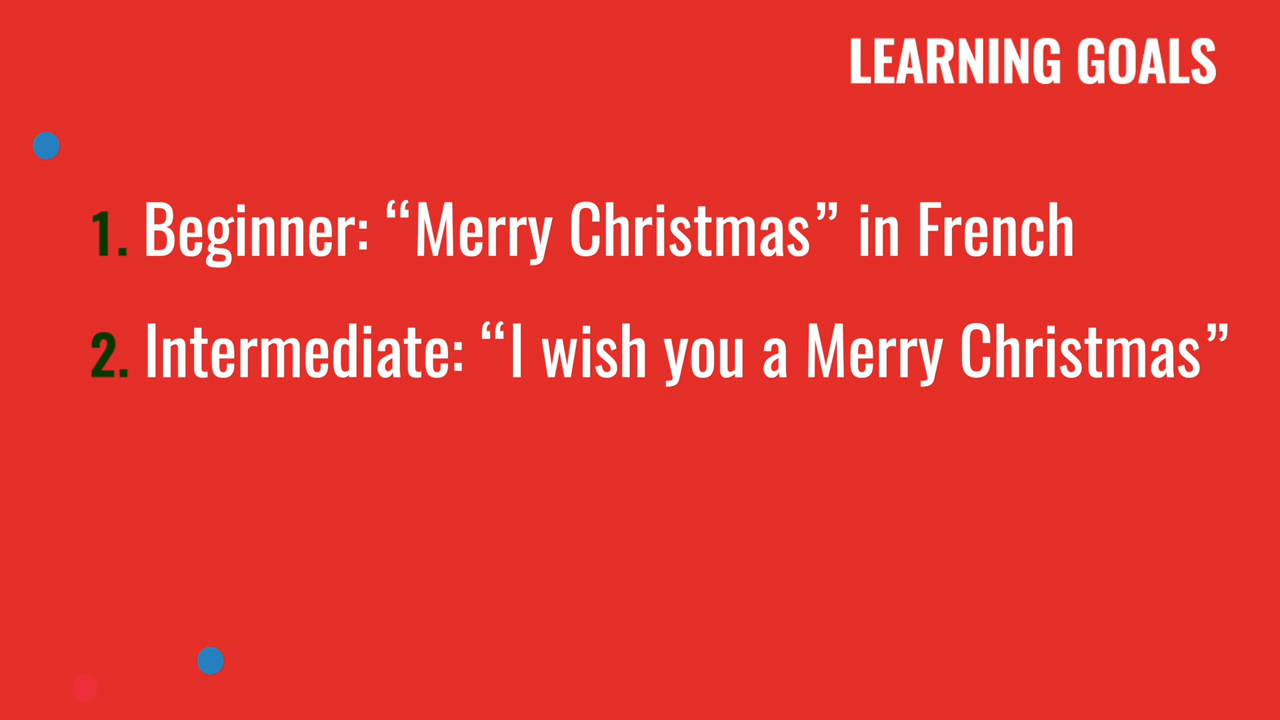 LEARNING GOALS
1. Beginner: “Merry Christmas” in French
2. Intermediate: “I wish you a Merry Christmas”